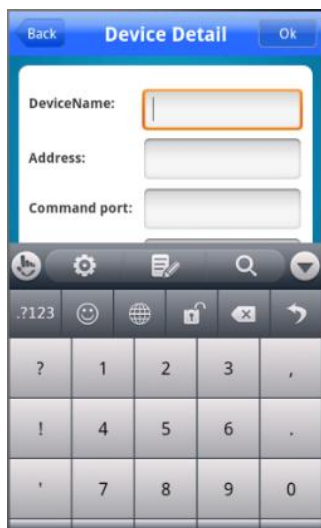 Back Device Detail Ok
DeviceName:
Address:
Command port:
.?123
? 1 2 3 ,
! 4 5 6 .
' 7 8 9 0